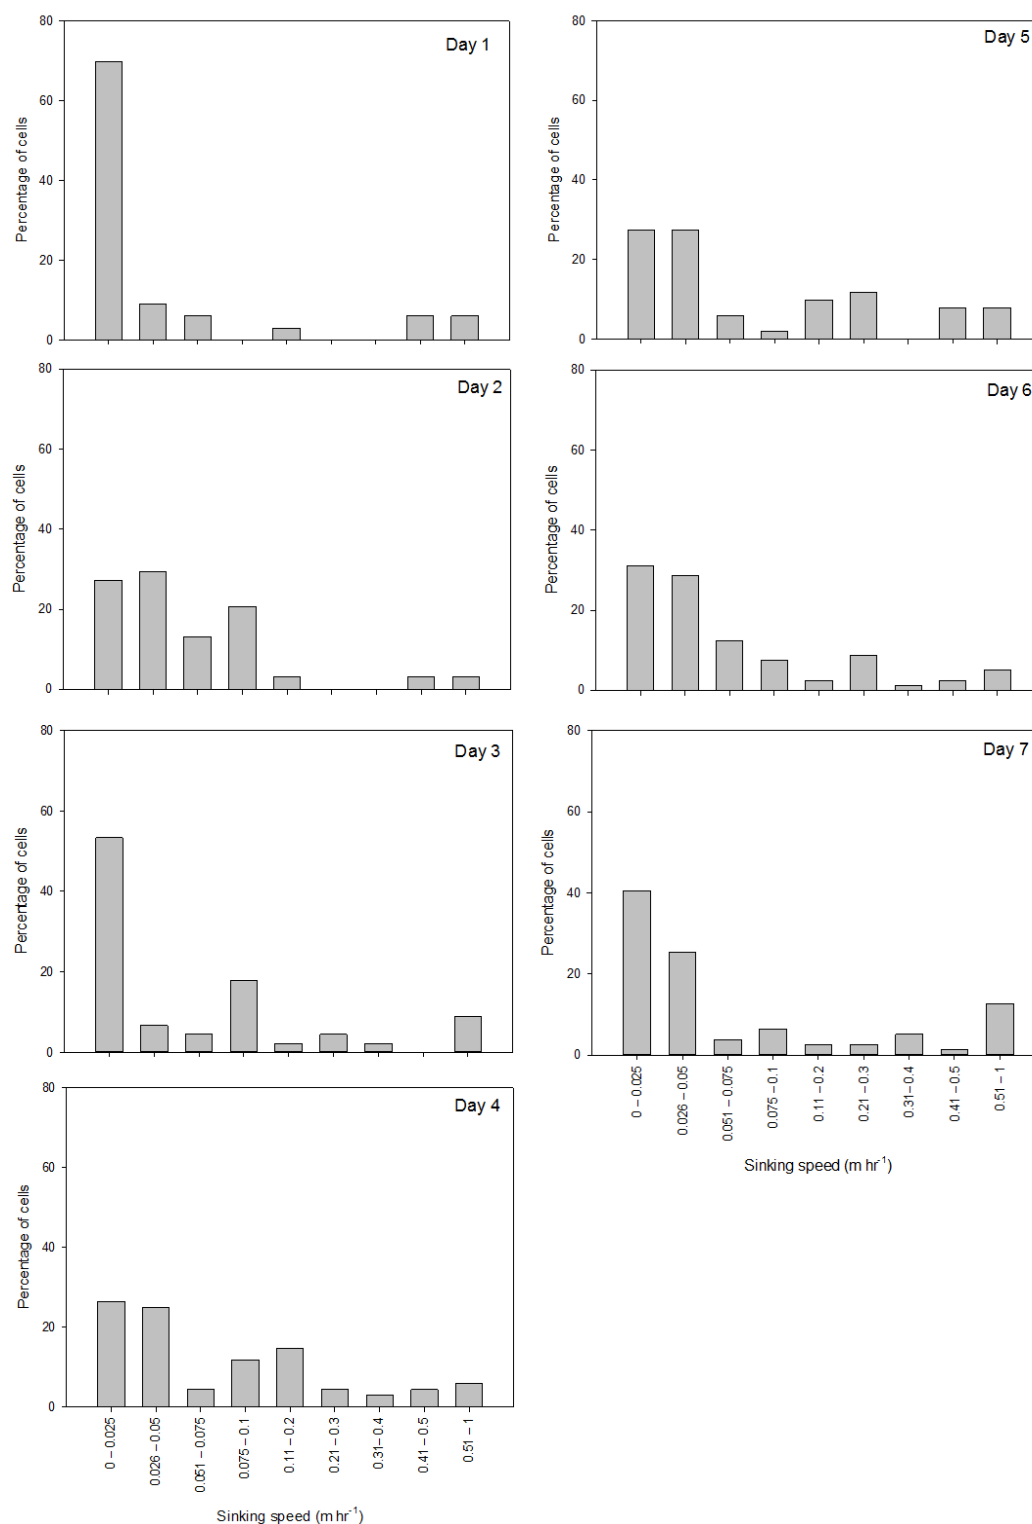 80
60
40
20
0
Percentage of cells
Day 1
80
60
40
20
0
Percentage of cells
Day 2
80
60
40
20
0
Percentage of cells
Day 3
80
60
40
20
0
Percentage of cells
Day 4
0 – 0.025
0.026 – 0.05
0.051 – 0.075
0.075 – 0.1
0.11 – 0.2
0.21 – 0.3
0.31– 0.4
0.41 – 0.5
0.51 – 1
Sinking speed (m hr⁻¹)
80
60
40
20
0
Percentage of cells
Day 5
80
60
40
20
0
Percentage of cells
Day 6
80
60
40
20
0
Percentage of cells
Day 7
0 – 0.025
0.026 – 0.05
0.051 – 0.075
0.075 – 0.1
0.11 – 0.2
0.21 – 0.3
0.31– 0.4
0.41 – 0.5
0.51 – 1
Sinking speed (m hr⁻¹)